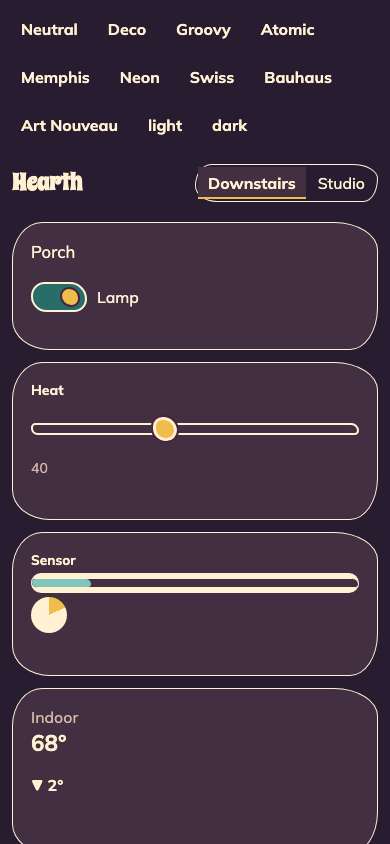 Neutral Deco Groovy Atomic
Memphis Neon Swiss Bauhaus
Art Nouveau light dark
Hearth Downstairs Studio
Porch
Lamp
Heat
40
Sensor
Indoor
68°
▼ 2°